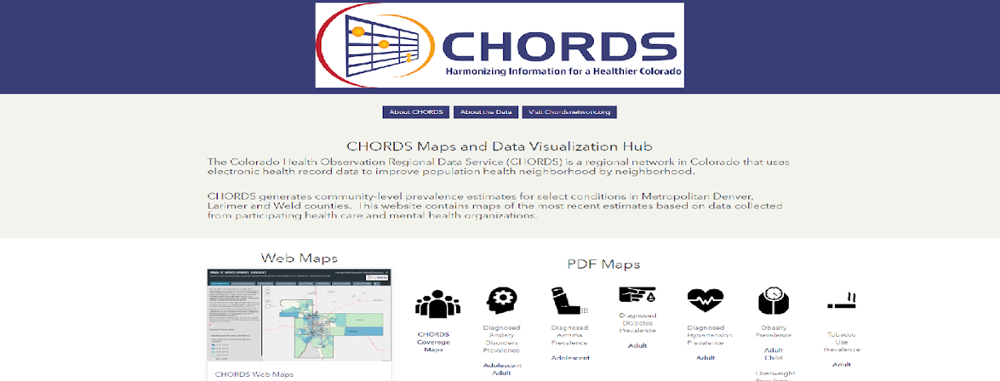 CHORDS
Harmonizing Information for a Healthier Colorado
About CHORDS
About the Data
Visit Chordsnetwork.org
CHORDS Maps and Data Visualization Hub
The Colorado Health Observation Regional Data Service (CHORDS) is a regional network in Colorado that uses
electronic health record data to improve population health neighborhood by neighborhood.
CHORDS generates community-level prevalence estimates for select conditions in Metropolitan Denver,
Larimer and Weld counties. This website contains maps of the most recent estimates based on data collected
from participating health care and mental health organizations.
Web Maps
CHORDS Web Maps
PDF Maps
CHORDS
Coverage
Maps
Diagnosed
Anxiety
Disorders
Prevalence
Adolescent
Adult
Diagnosed
Asthma
Prevalence
Adolescent
Diagnosed
Diabetes
Prevalence
Adult
Diagnosed
Hypertension
Prevalence
Adult
Obesity
Prevalence
Adult
Child
Overweight
Tobacco
Use
Prevalence
Adult